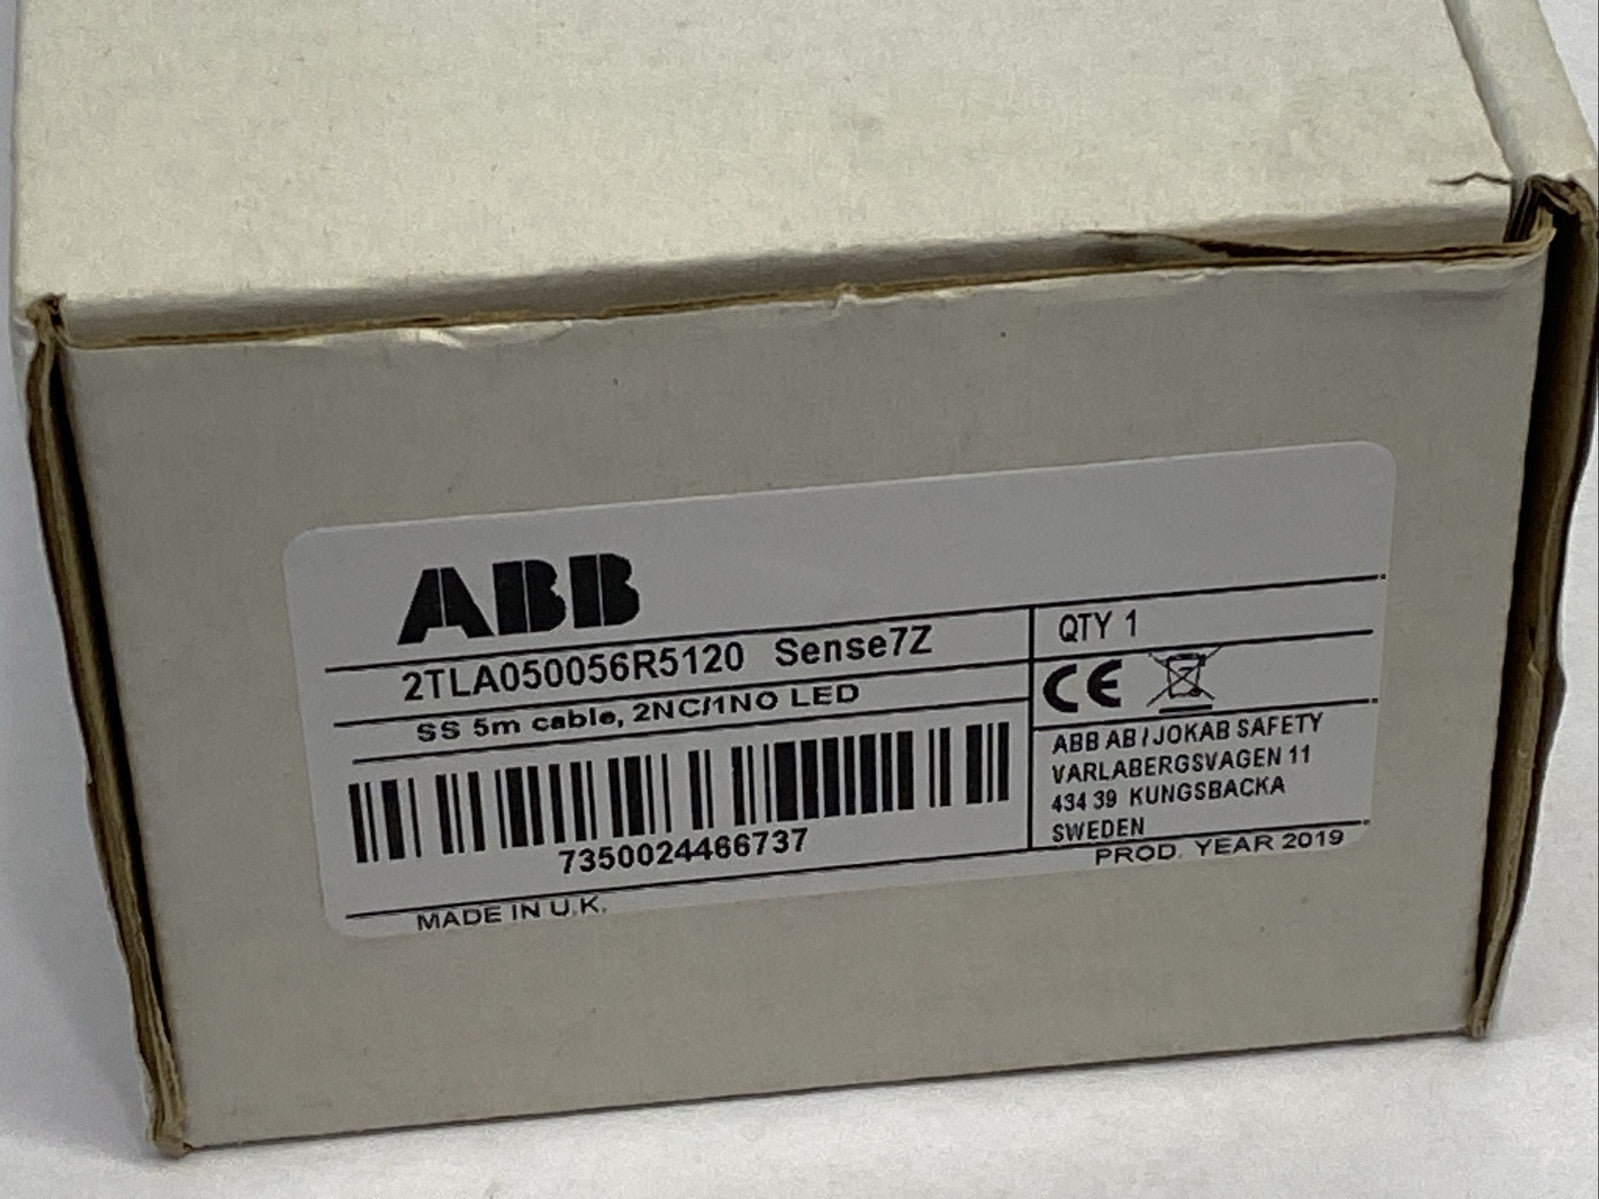 ABB
2TLA050056R5120 Sense7Z
SS 5m cable, 2NC/1NO LED
7350024466737
MADE IN U.K.
QTY 1
CE
ABB AB / JOKAB SAFETY
VARLABERGSVAGEN 11
434 39 KUNGSBACKA
SWEDEN
PROD. YEAR 2019